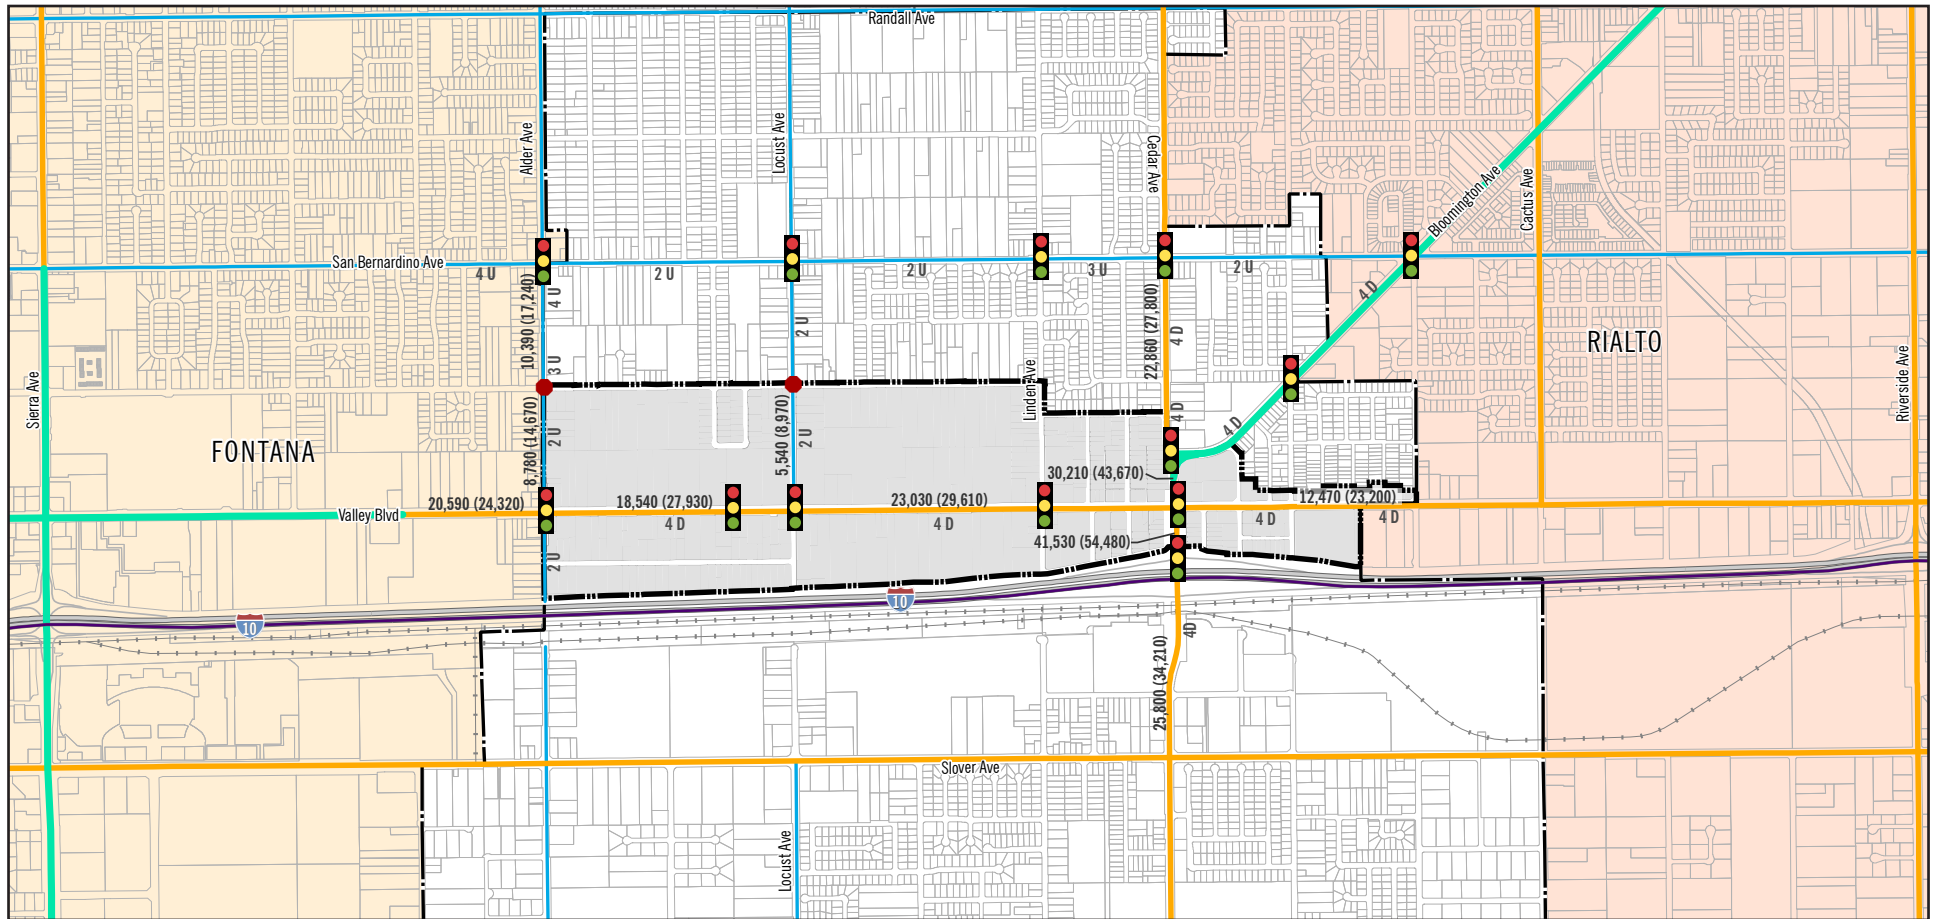 Randall Ave
Alder Ave
Locust Ave
Cedar Ave
Bloomington Ave
Cactus Ave
San Bernardino Ave
4 U
2 U
2 U
3 U
2 U
4 D
10,390 (17,240)
4 U
3 U
2 U
22,860 (27,800)
4 D
RIALTO
Sierra Ave
Riverside Ave
Linden Ave
FONTANA
8,780 (14,670)
2 U
5,540 (8,970)
2 U
4 D
4 D
30,210 (43,670)
20,590 (24,320)
18,540 (27,930)
23,030 (29,610)
12,470 (23,200)
Valley Blvd
4 D
4 D
4 D
4 D
41,530 (54,480)
2 U
10
10
25,800 (34,210)
4D
Slover Ave
Locust Ave